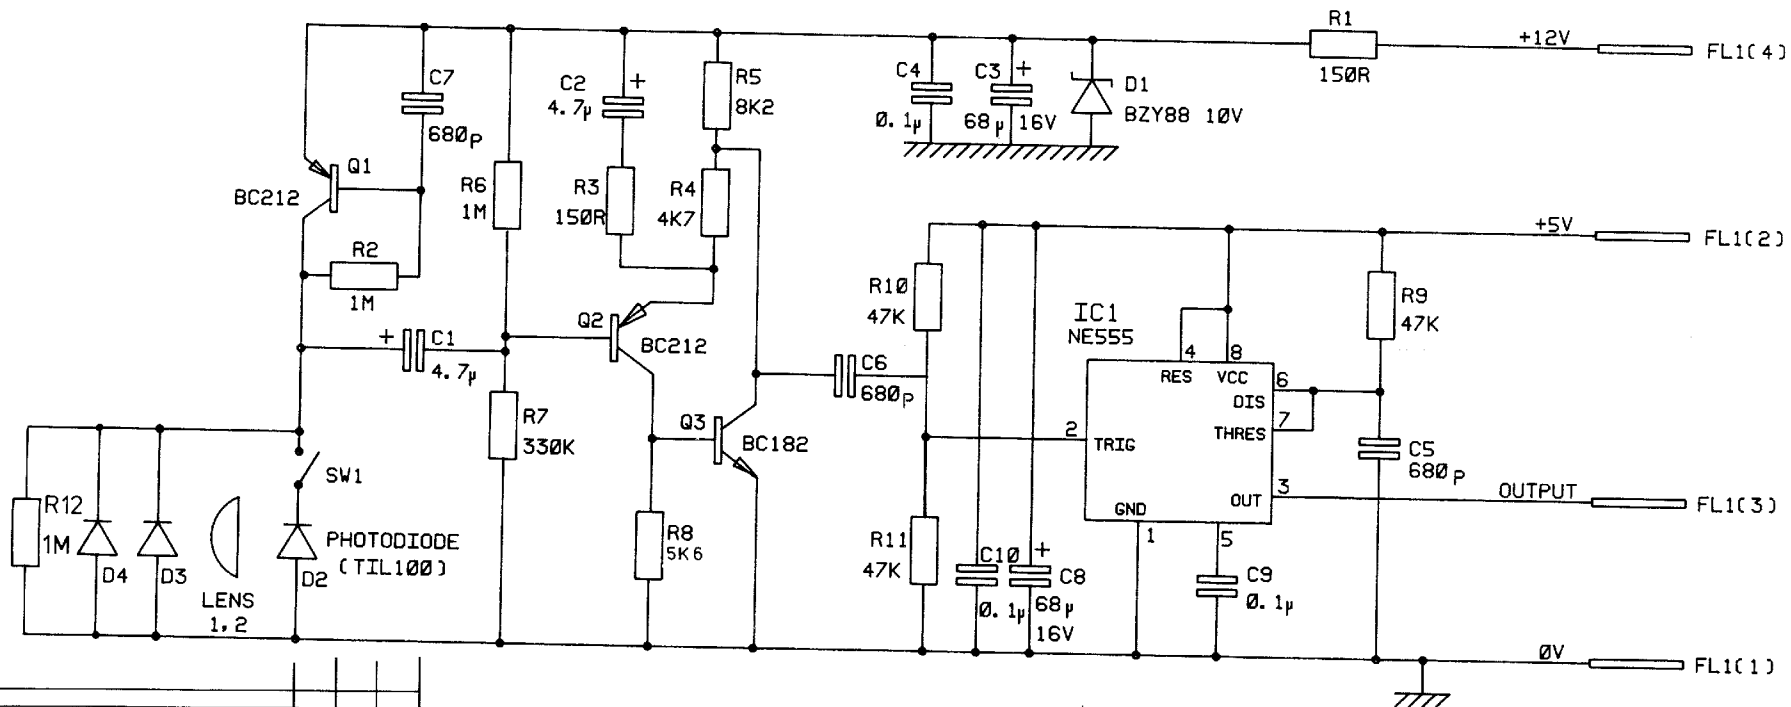 R1
+12V
FL1(4)
150R
C7
680p
C2
+
4.7µ
R5
8K2
C4
0.1µ
C3
+
68µ
16V
D1
BZY88 10V
Q1
BC212
R6
1M
R3
150R
R4
4K7
+5V
FL1(2)
R2
1M
R10
47K
IC1
NE555
R9
47K
+
C1
4.7µ
Q2
BC212
C6
680p
4
8
RES
VCC
6
DIS
7
THRES
2
TRIG
R7
330K
Q3
BC182
C5
680p
SW1
OUT
3
OUTPUT
FL1(3)
GND
1
5
R12
1M
D4
D3
LENS
1,2
D2
PHOTODIODE
(TIL100)
R8
5K6
R11
47K
C10
0.1µ
+
C8
68µ
16V
C9
0.1µ
0V
FL1(1)